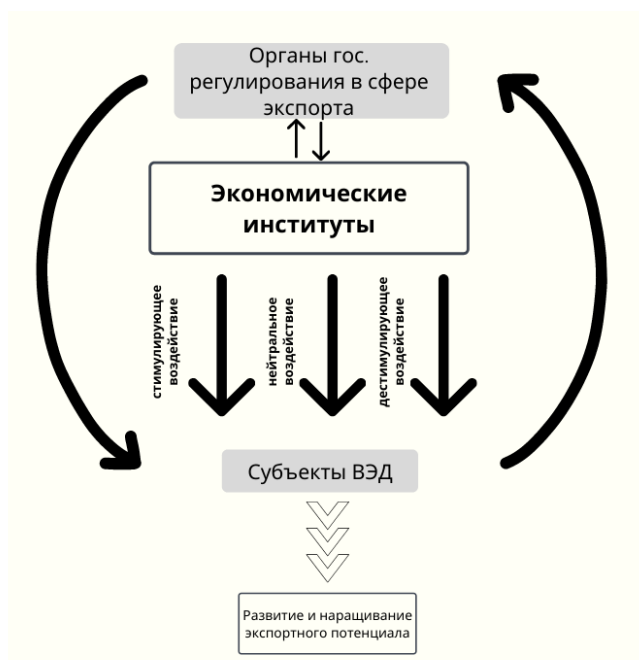 Органы гос.
регулирования в сфере
экспорта
Экономические
институты
стимулирующее
воздействие
нейтральное
воздействие
дестимулирующее
воздействие
Субъекты ВЭД
Развитие и наращивание
экспортного потенциала